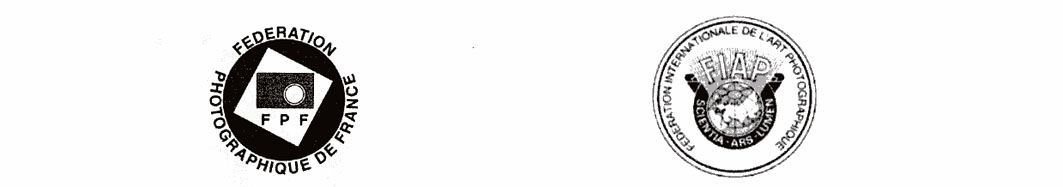 FEDERATION
PHOTOGRAPHIQUE DE FRANCE
FPF
FEDERATION INTERNATIONALE DE L'ART PHOTOGRAPHIQUE
FIAP
SCIENTIA - ARS - LUMEN